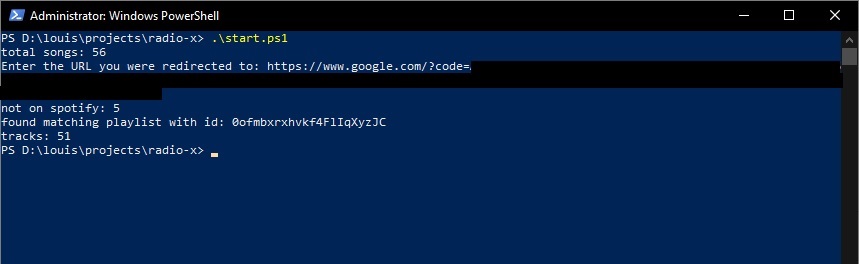 Administrator: Windows PowerShell
PS D:\louis\projects\radio-x> .\start.ps1
total songs: 56
Enter the URL you were redirected to: https://www.google.com/?code=
not on spotify: 5
found matching playlist with id: 0ofmbxrxhvkf4FlIqXyzJC
tracks: 51
PS D:\louis\projects\radio-x>